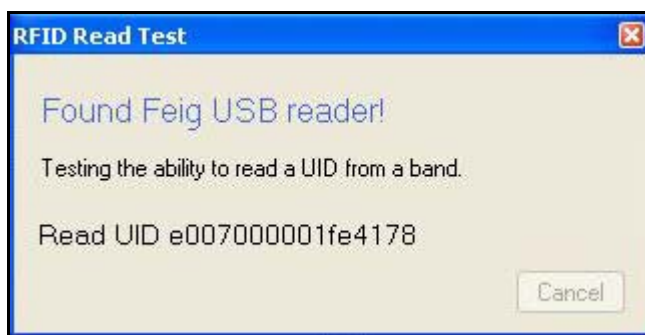 RFID Read Test
Found Feig USB reader!
Testing the ability to read a UID from a band.
Read UID e007000001fe4178
Cancel